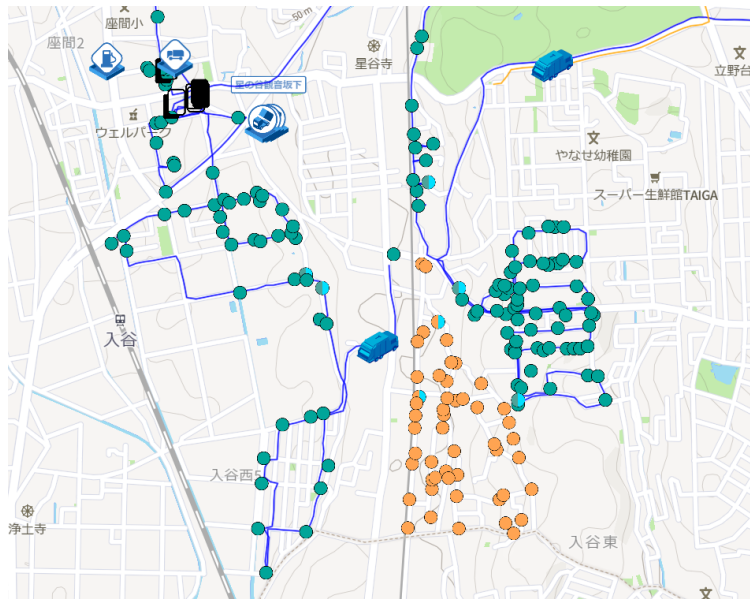 座間小
50 m
座間2
星谷寺
立野台
星の谷観音坂下
ウェルパーク
やなせ幼稚園
スーパー生鮮館TAIGA
入谷
入谷西5
浄土寺
入谷東